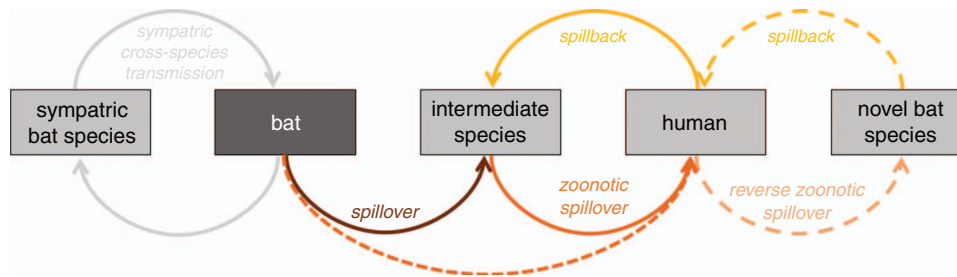 sympatric
cross-species
transmission
spillback
spillback
sympatric
bat species
bat
intermediate
species
human
novel bat
species
spillover
zoonotic
spillover
reverse zoonotic
spillover